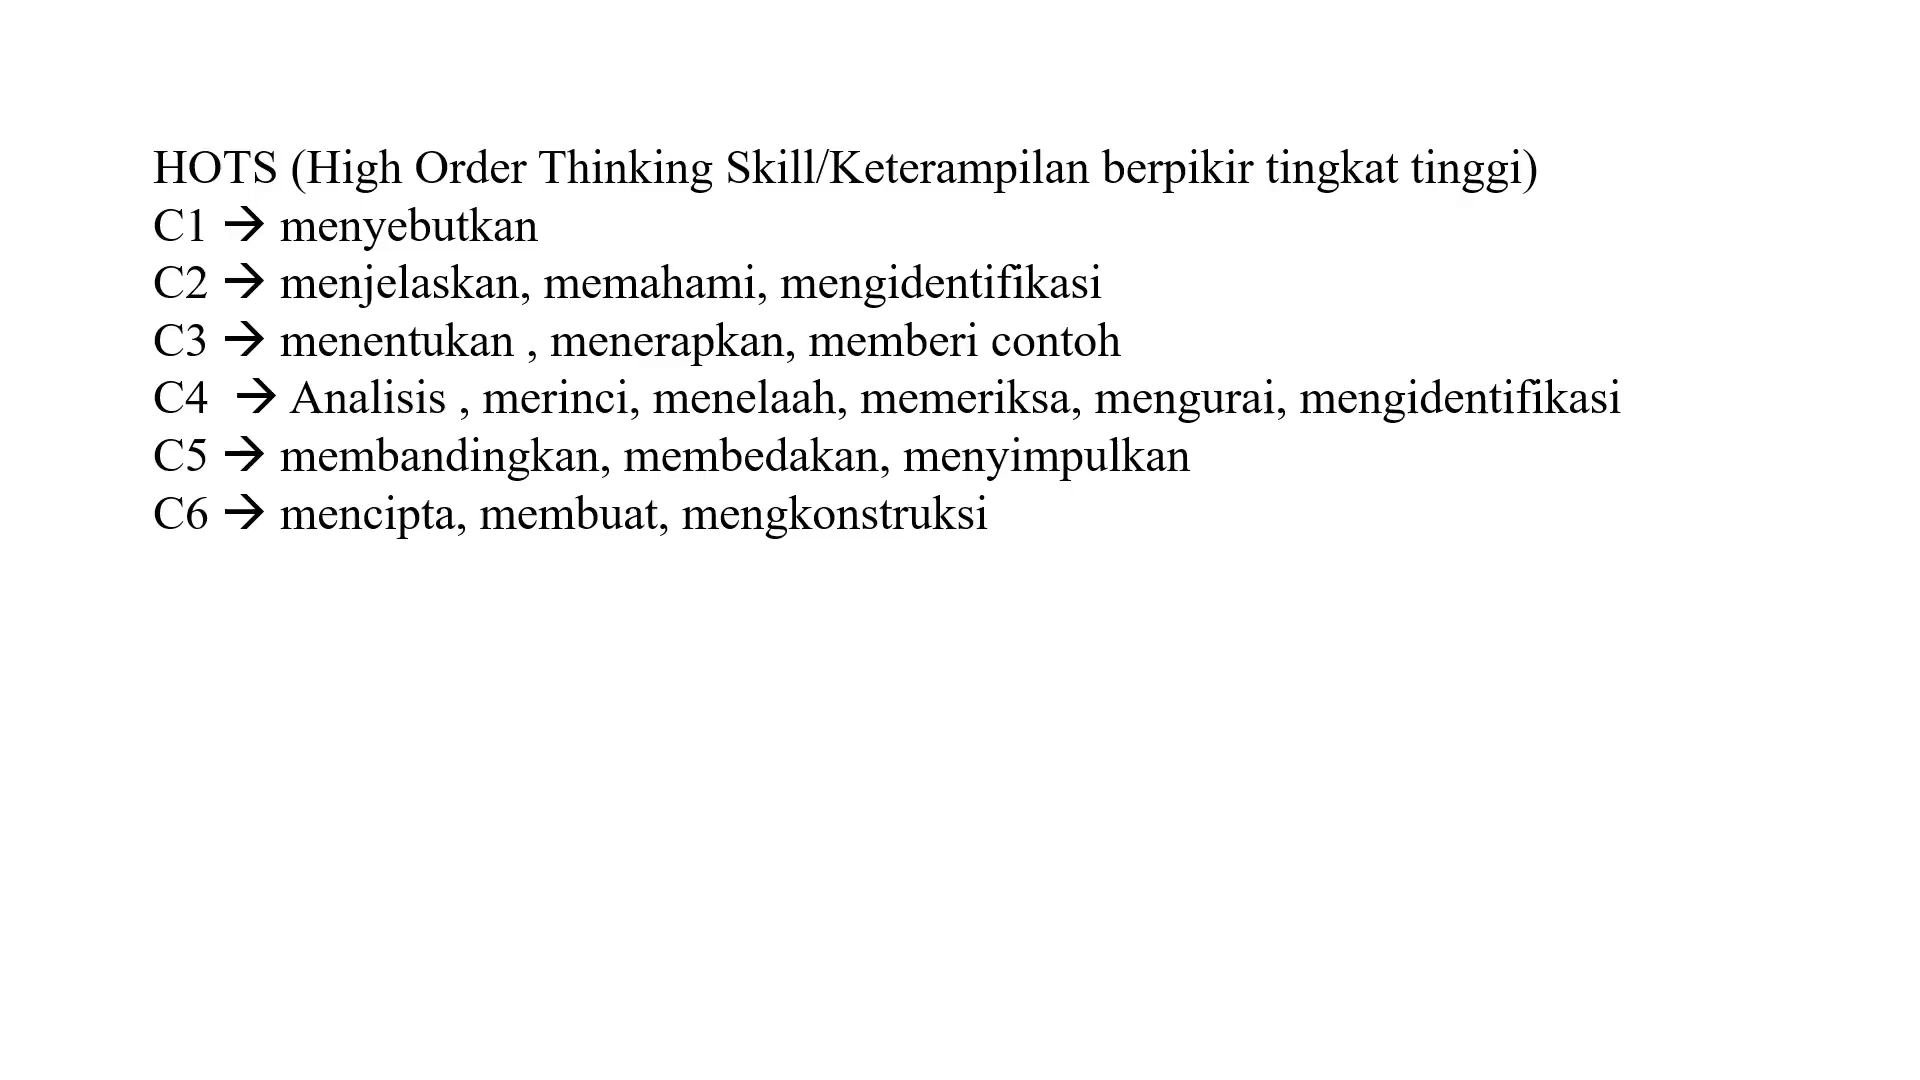 HOTS (High Order Thinking Skill/Keterampilan berpikir tingkat tinggi)
C1 → menyebutkan
C2 → menjelaskan, memahami, mengidentifikasi
C3 → menentukan , menerapkan, memberi contoh
C4 → Analisis , merinci, menelaah, memeriksa, mengurai, mengidentifikasi
C5 → membandingkan, membedakan, menyimpulkan
C6 → mencipta, membuat, mengkonstruksi